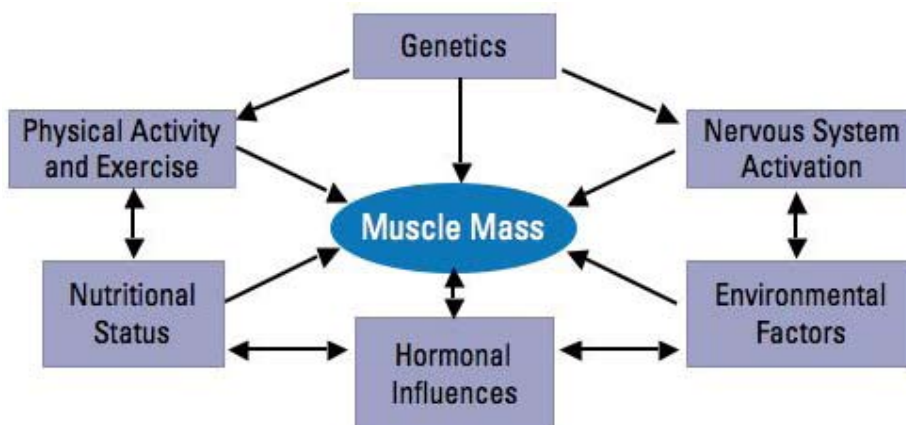 Genetics
Physical Activity
and Exercise
Nervous System
Activation
Muscle Mass
Nutritional
Status
Hormonal
Influences
Environmental
Factors